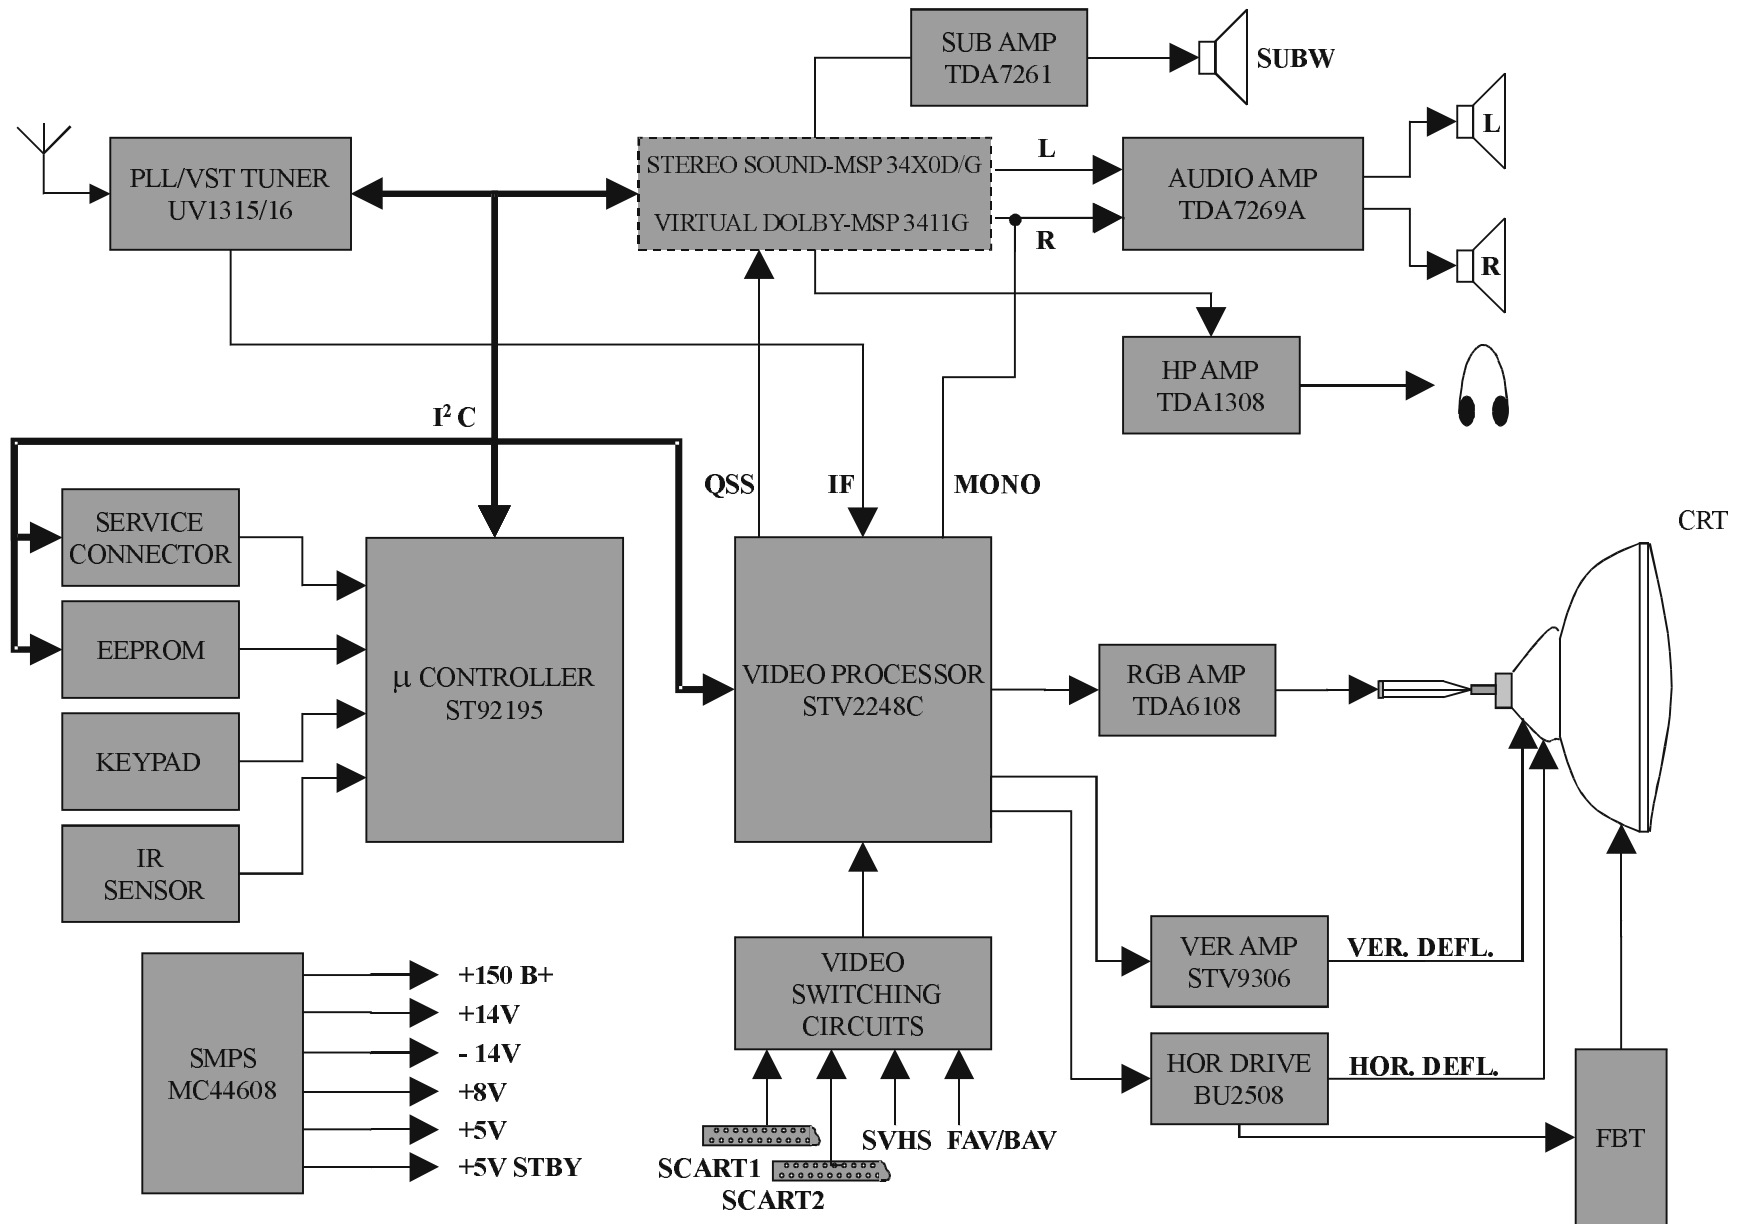 SUB AMP
TDA7261
SUBW
L
PLL/VST TUNER
UV1315/16
STEREO SOUND-MSP 34X0D/G
VIRTUAL DOLBY-MSP 3411G
L
R
AUDIO AMP
TDA7269A
R
HP AMP
TDA1308
I² C
QSS
IF
MONO
SERVICE
CONNECTOR
EEPROM
KEYPAD
IR
SENSOR
µ CONTROLLER
ST92195
VIDEO PROCESSOR
STV2248C
RGB AMP
TDA6108
CRT
VER AMP
STV9306
VER. DEFL.
HOR DRIVE
BU2508
HOR. DEFL.
FBT
VIDEO
SWITCHING
CIRCUITS
SCART1
SCART2
SVHS
FAV/BAV
SMPS
MC44608
+150 B+
+14V
- 14V
+8V
+5V
+5V STBY